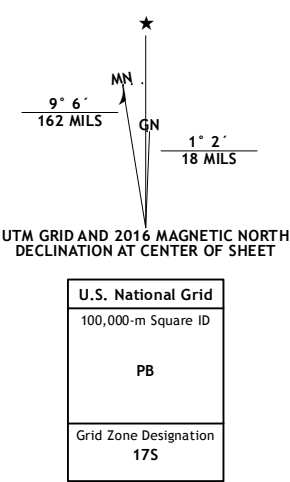 MN
GN
9° 6´
162 MILS
1° 2´
18 MILS
UTM GRID AND 2016 MAGNETIC NORTH
DECLINATION AT CENTER OF SHEET
U.S. National Grid
100,000-m Square ID
PB
Grid Zone Designation
17S